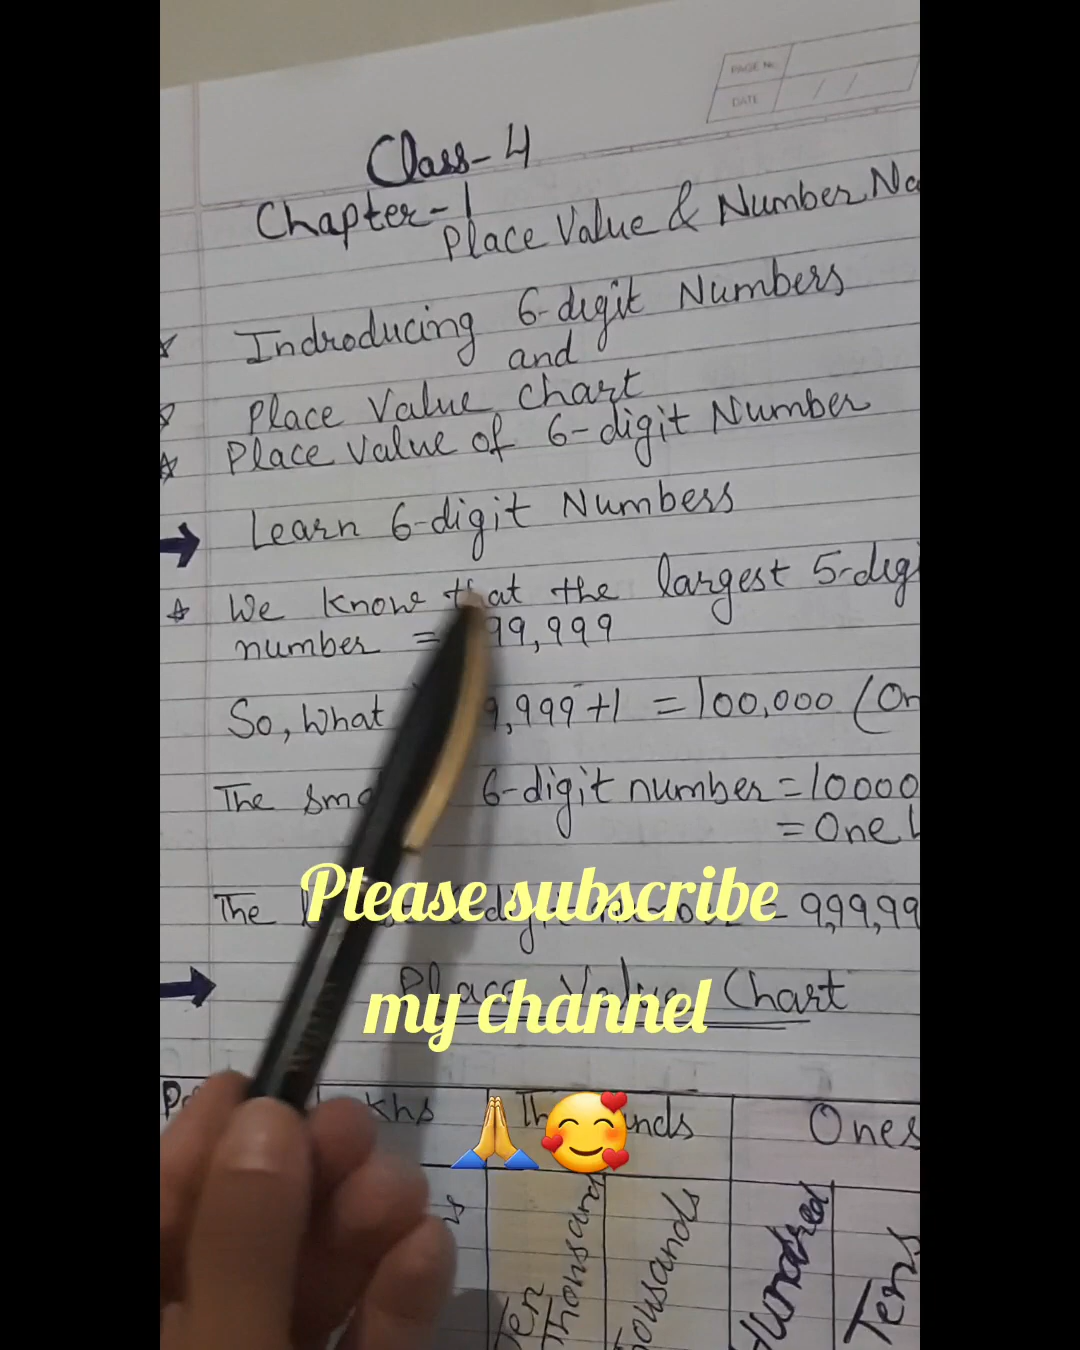 PAGE No.
DATE / /
Class-4
Chapter-1
Place Value & Number Na
Indroducing 6-digit Numbers
and
Place Value chart
Place Value of 6-digit Number
Learn 6-digit Numbers
We know that the largest 5-digi
number = 99,999
So, What 9,999+1 = 100,000 (On
The 6-digit number = 10000
= One
The = 9,99,99
Please subscribe
my channel
Place Value Chart
khs Ones
Ten Thousand
ousands
Hundred
Tens